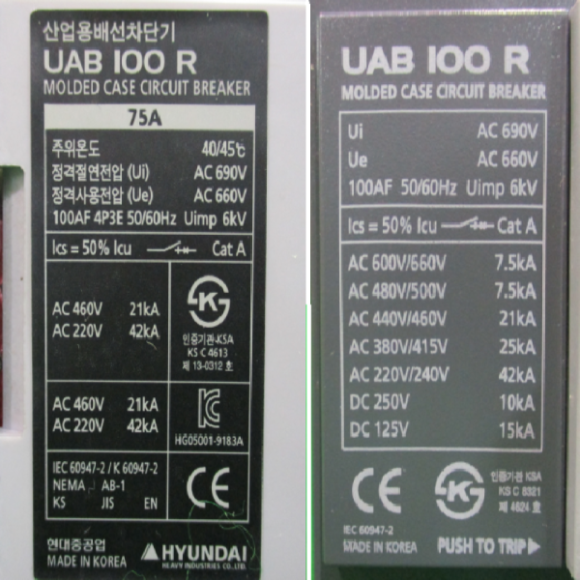 산업용배선차단기
UAB 100 R
MOLDED CASE CIRCUIT BREAKER
75A
주위온도 40/45℃
정격절연전압 (Ui) AC 690V
정격사용전압 (Ue) AC 660V
100AF 4P3E 50/60Hz Uimp 6kV
Ics = 50% Icu Cat A
AC 460V 21kA
AC 220V 42kA
인증기관-KSA
KS C 4613
제 13-0312 호
AC 460V 21kA
AC 220V 42kA
HG05001-9183A
IEC 60947-2 / K 60947-2
NEMA AB-1
KS JIS EN
CE
현대중공업
MADE IN KOREA
HYUNDAI
HEAVY INDUSTRIES CO., LTD.
UAB 100 R
MOLDED CASE CIRCUIT BREAKER
Ui AC 690V
Ue AC 660V
100AF 50/60Hz Uimp 6kV
Ics = 50% Icu Cat A
AC 600V/660V 7.5kA
AC 480V/500V 7.5kA
AC 440V/460V 21kA
AC 380V/415V 25kA
AC 220V/240V 42kA
DC 250V 10kA
DC 125V 15kA
CE
인증기관 KSA
KS C 8321
제 4624 호
IEC 60947-2
MADE IN KOREA
PUSH TO TRIP▶